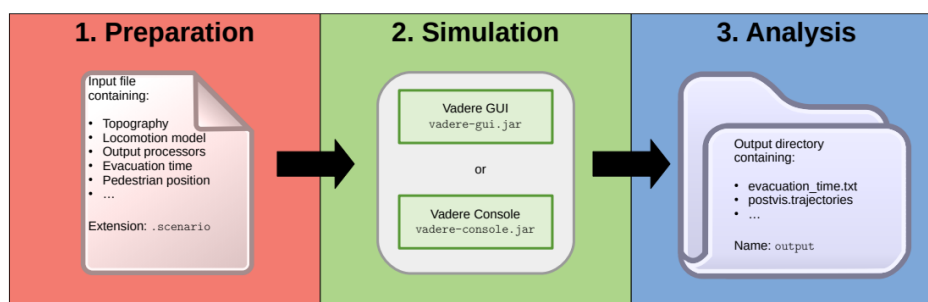 1. Preparation
Input file
containing:
• Topography
• Locomotion model
• Output processors
• Evacuation time
• Pedestrian position
• …
Extension: .scenario
2. Simulation
Vadere GUI
vadere-gui.jar
or
Vadere Console
vadere-console.jar
3. Analysis
Output directory
containing:
• evacuation_time.txt
• postvis.trajectories
• …
Name: output